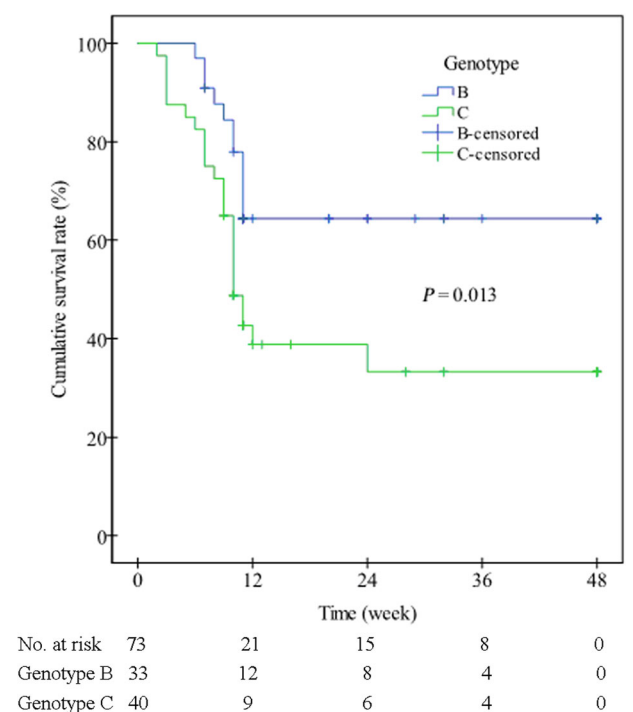 100
80
60
40
20
0
Cumulative survival rate (%)
Genotype
B
C
B-censored
C-censored
P = 0.013
0 12 24 36 48
Time (week)
No. at risk 73 21 15 8 0
Genotype B 33 12 8 4 0
Genotype C 40 9 6 4 0